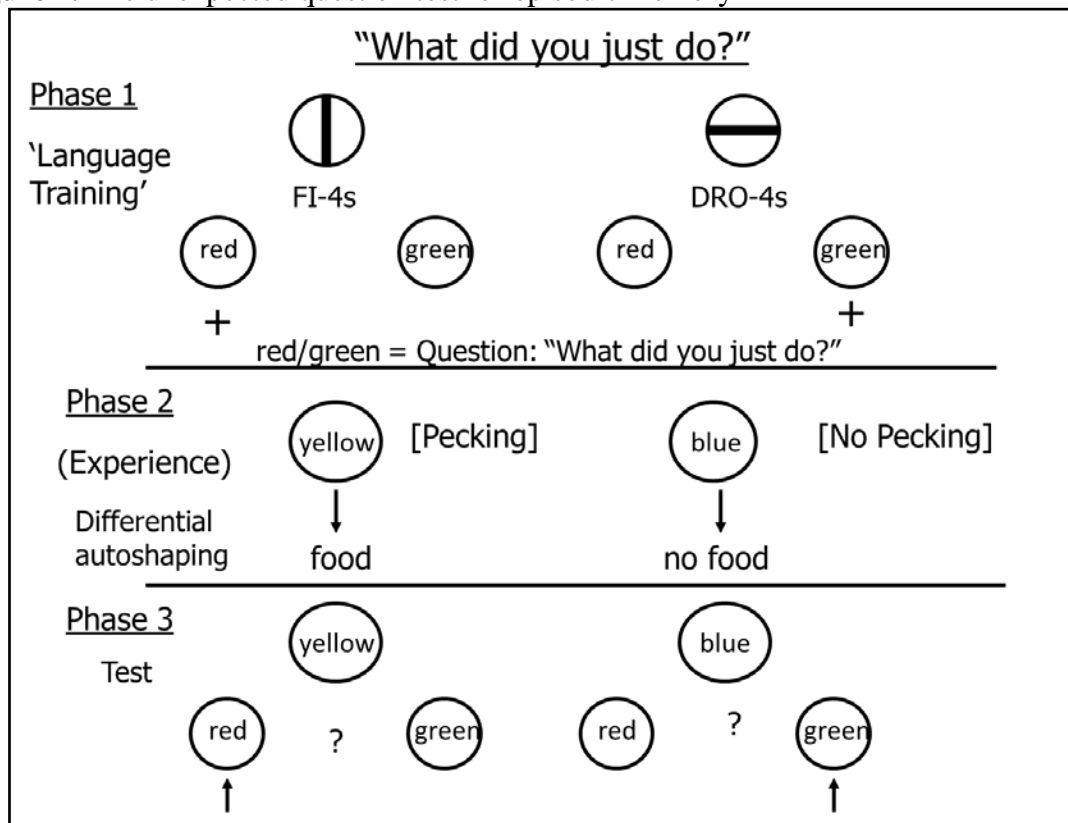 "What did you just do?"
Phase 1
'Language
Training'
FI-4s
DRO-4s
red
green
red
green
+
+
red/green = Question: "What did you just do?"
Phase 2
(Experience)
yellow
[Pecking]
blue
[No Pecking]
Differential
autoshaping
food
no food
Phase 3
Test
yellow
blue
red
?
green
red
?
green